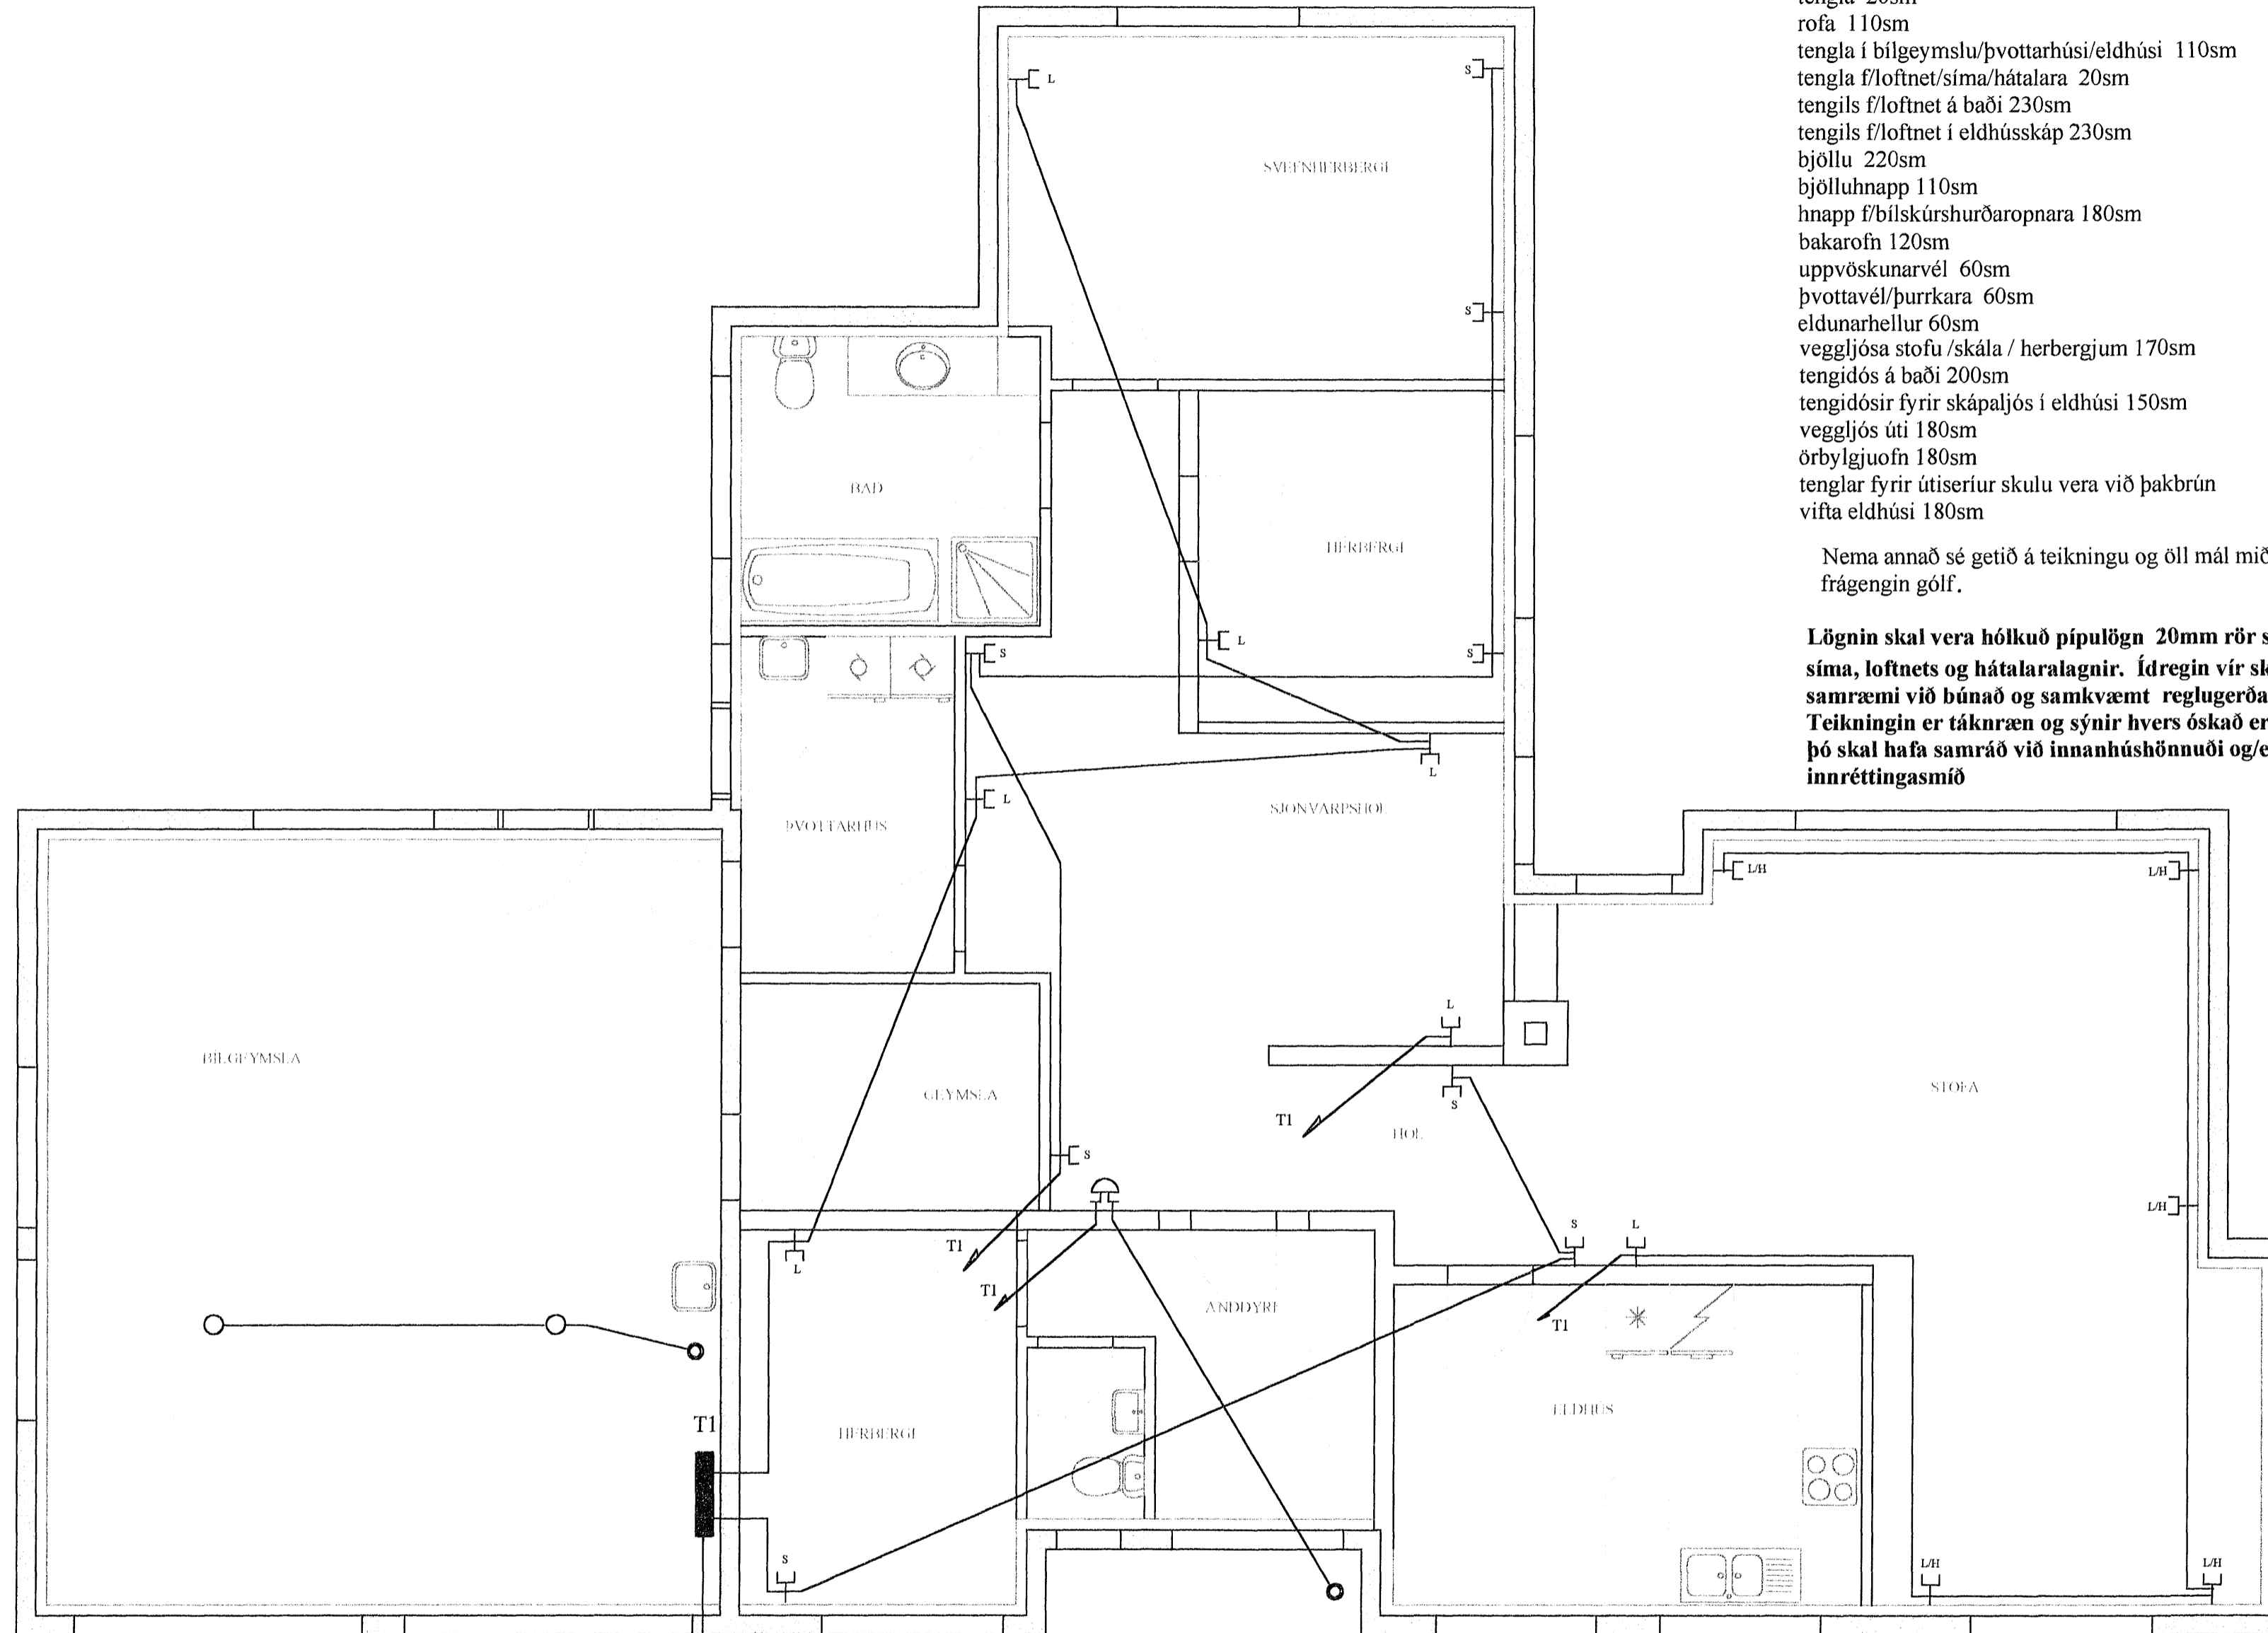 rofa 110sm
tengla í bílgeymslu/þvottarhúsi/eldhúsi 110sm
tengla f/loftnet/síma/hátalara 20sm
tengils f/loftnet á baði 230sm
tengils f/loftnet í eldhússkáp 230sm
bjöllu 220sm
bjölluhnapp 110sm
hnapp f/bílskúrshurðaropnara 180sm
bakarofn 120sm
uppvöskunarvél 60sm
þvottavél/þurrkara 60sm
eldunarhellur 60sm
veggljósa stofu /skála / herbergjum 170sm
tengidós á baði 200sm
tengidósir fyrir skápaljós í eldhúsi 150sm
veggljós úti 180sm
örbylgjuofn 180sm
tenglar fyrir útiseríur skulu vera við þakbrún
vifta eldhúsi 180sm
Nema annað sé getið á teikningu og öll mál mið
frágengin gólf.
Lögnin skal vera hólkuð pípulögn 20mm rör s
síma, loftnets og hátalaralagnir. Ídregin vír sk
samræmi við búnað og samkvæmt reglugerða
Teikningin er táknræn og sýnir hvers óskað er
þó skal hafa samráð við innanhúshönnuði og/e
innréttingasmíð
L
S
SVEFNHERBERGI
S
BAÐ
HERBERGI
L
S
S
L
L
SJÓNVARPSHOL
ÞVOTTARHÚS
L/H
L/H
L
BÍLGEYMSLA
STOFA
GEYMSLA
T1
S
HOL
S
L/H
S
L
T1
L
T1
ANDDYRI
T1
ELDHÚS
T1
HERBERGI
S
L/H
L/H